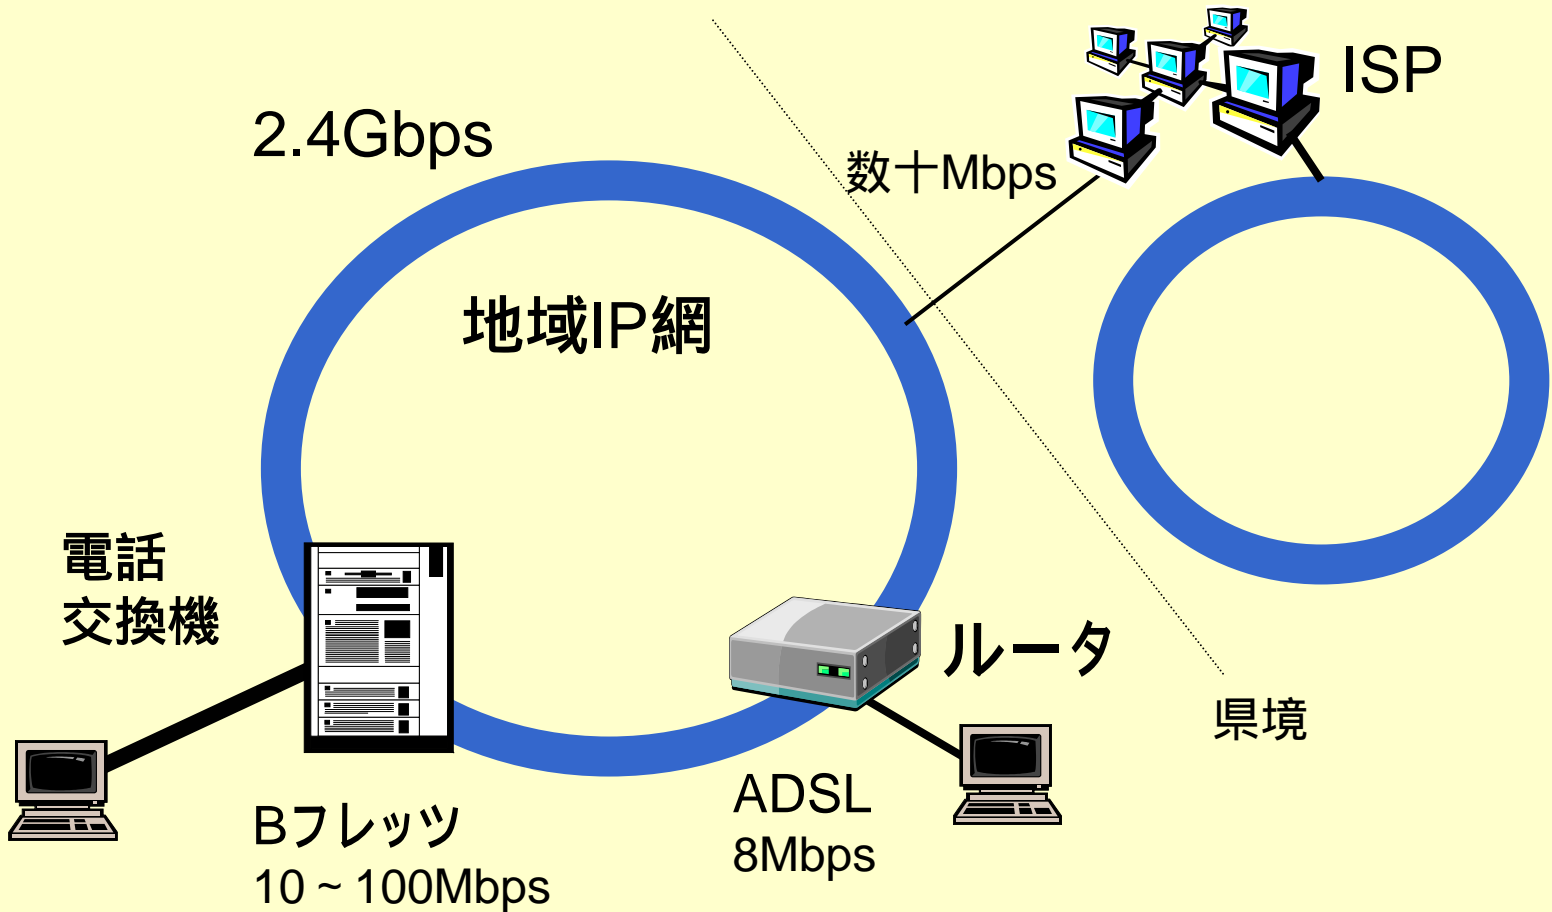 ISP
2.4Gbps
数十Mbps
地域IP網
電話
交換機
ルータ
県境
ADSL
8Mbps
Bフレッツ
10~100Mbps